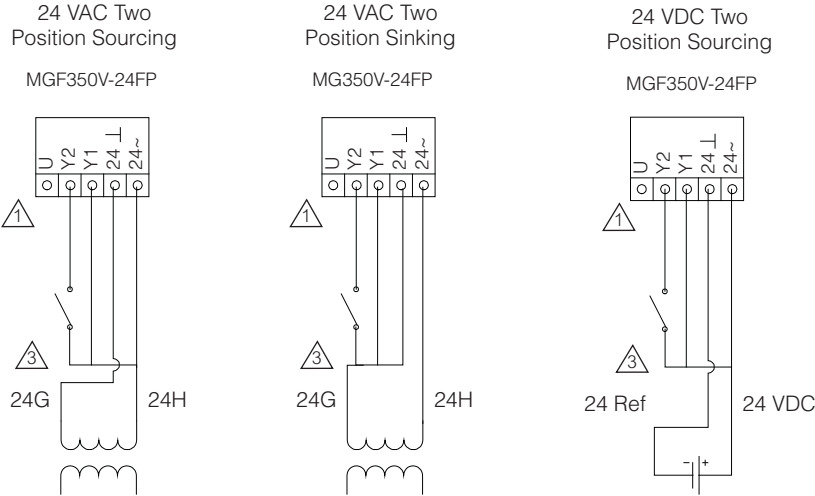 24 VAC Two
Position Sourcing
MGF350V-24FP
U
Y2
Y1
24 ⊥
24~
1
3
24G
24H
24 VAC Two
Position Sinking
MG350V-24FP
U
Y2
Y1
24 ⊥
24~
1
3
24G
24H
24 VDC Two
Position Sourcing
MGF350V-24FP
U
Y2
Y1
24 ⊥
24~
1
3
24 Ref
24 VDC
- +